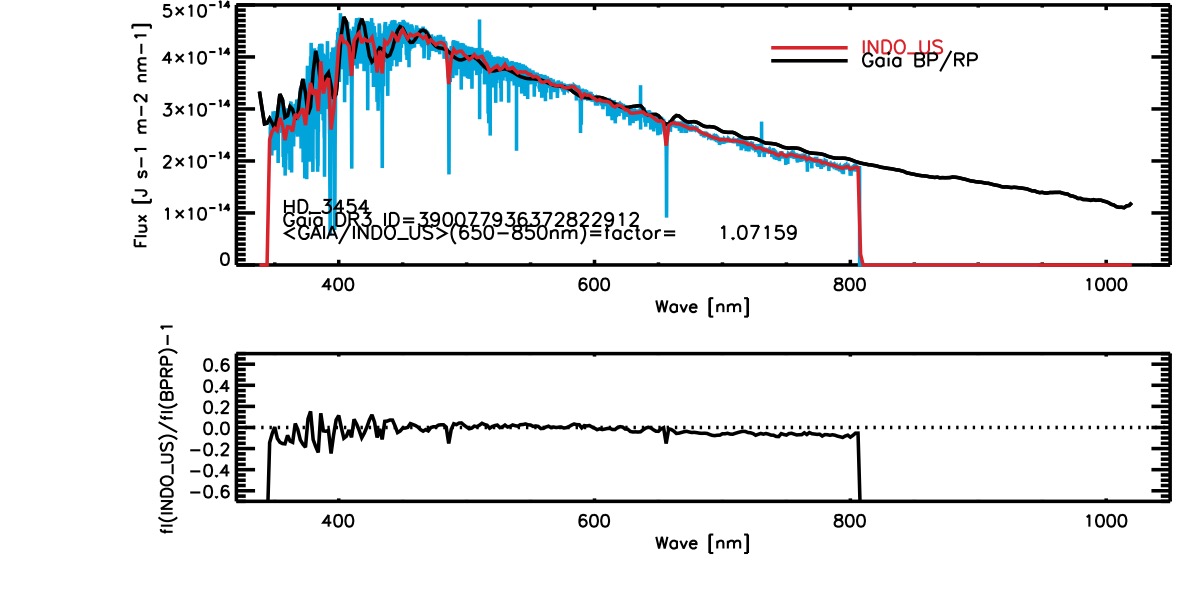 5×10−14
4×10−14
3×10−14
2×10−14
1×10−14
0
Flux [J s−1 m−2 nm−1]
INDO_US
Gaia BP/RP
HD_3454
Gaia DR3 ID=390077936372822912
<GAIA/INDO_US>(650−850nm)=factor= 1.07159
400 600 800 1000
Wave [nm]
fl(INDO_US)/fl(BPRP)−1
0.6
0.4
0.2
0.0
−0.2
−0.4
−0.6
400 600 800 1000
Wave [nm]